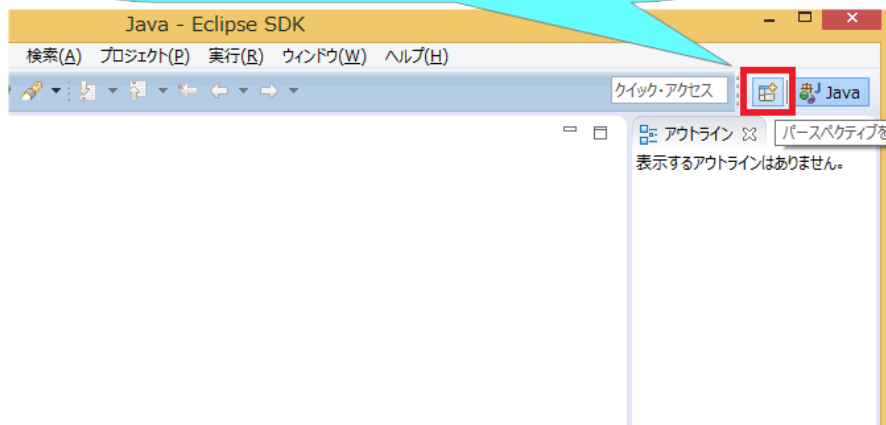 Java - Eclipse SDK
検索(A) プロジェクト(P) 実行(R) ウィンドウ(W) ヘルプ(H)
クイック・アクセス
Java
アウトライン
パースペクティブを
表示するアウトラインはありません。